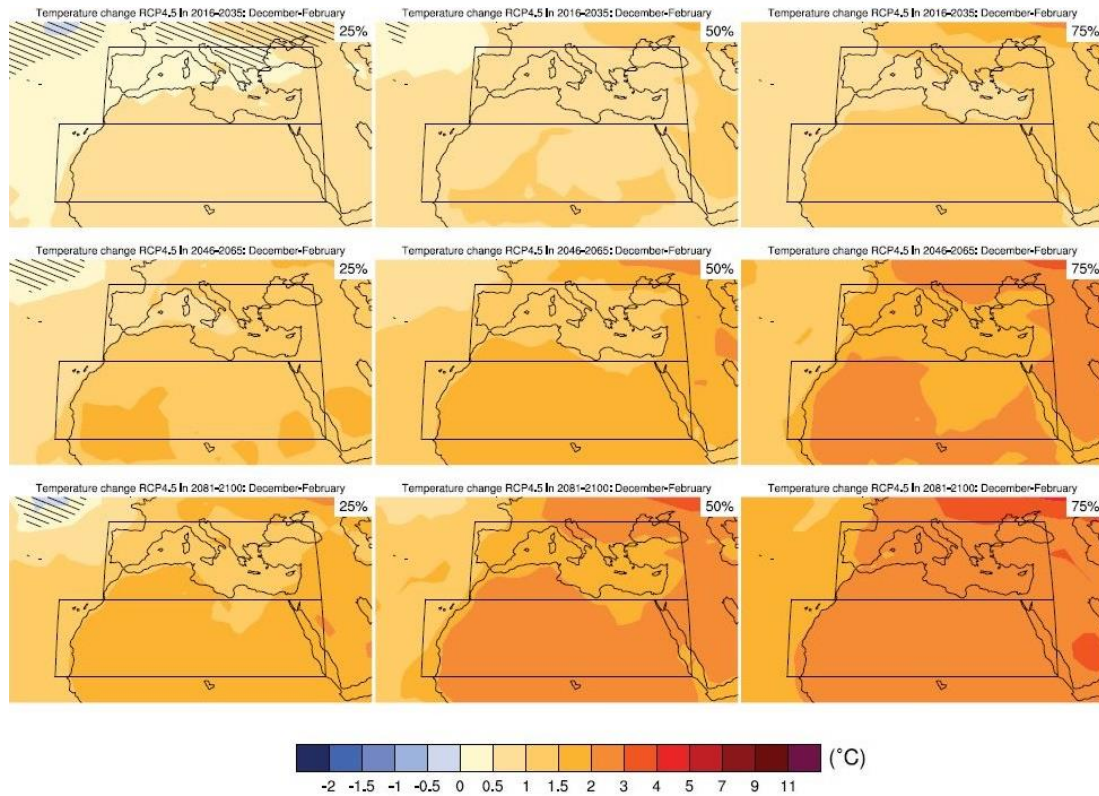 Temperature change RCP4.5 in 2016-2035: December-February
25%
Temperature change RCP4.5 in 2016-2035: December-February
50%
Temperature change RCP4.5 in 2016-2035: December-February
75%
Temperature change RCP4.5 in 2046-2065: December-February
25%
Temperature change RCP4.5 in 2046-2065: December-February
50%
Temperature change RCP4.5 in 2046-2065: December-February
75%
Temperature change RCP4.5 in 2081-2100: December-February
25%
Temperature change RCP4.5 in 2081-2100: December-February
50%
Temperature change RCP4.5 in 2081-2100: December-February
75%
(°C)
-2 -1.5 -1 -0.5 0 0.5 1 1.5 2 3 4 5 7 9 11